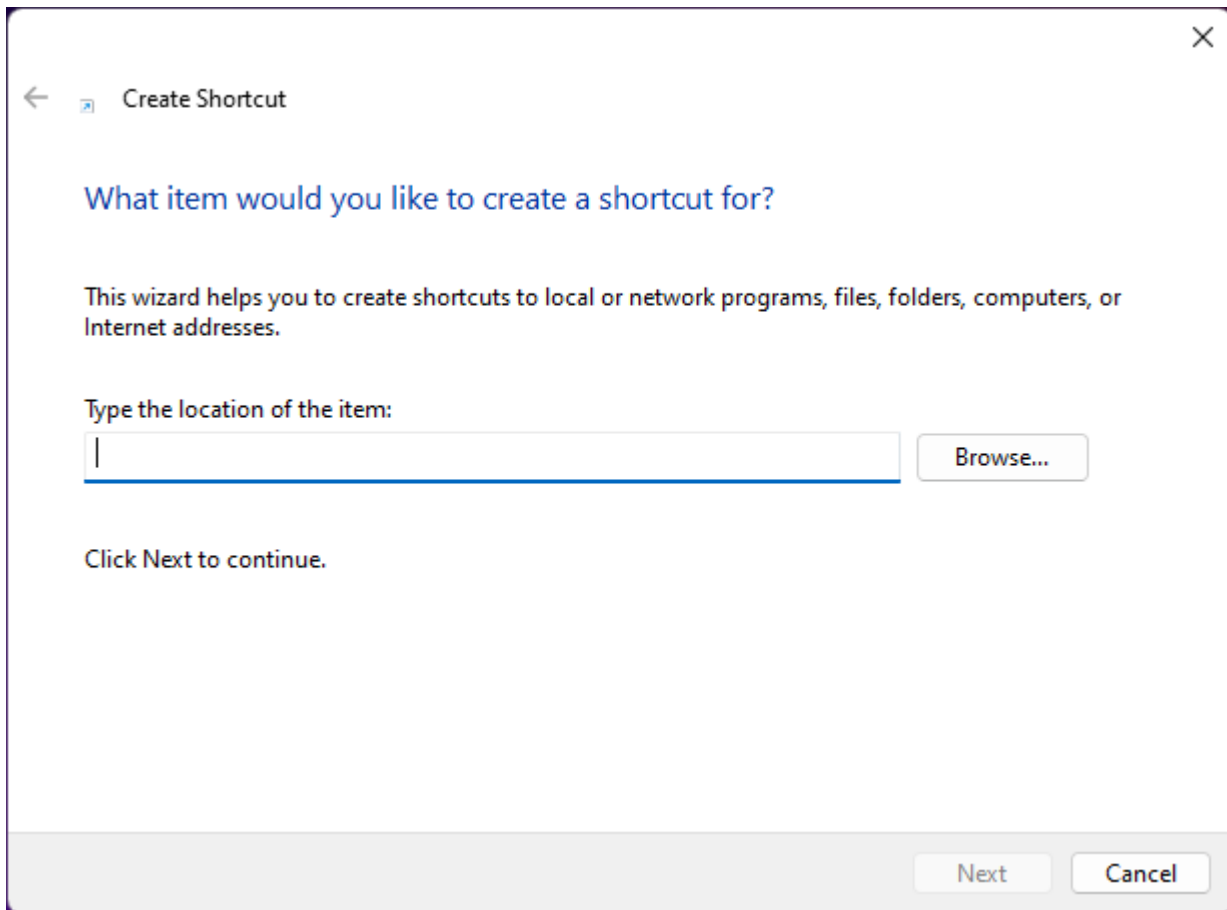 Create Shortcut
What item would you like to create a shortcut for?
This wizard helps you to create shortcuts to local or network programs, files, folders, computers, or
Internet addresses.
Type the location of the item:
Browse...
Click Next to continue.
Next
Cancel